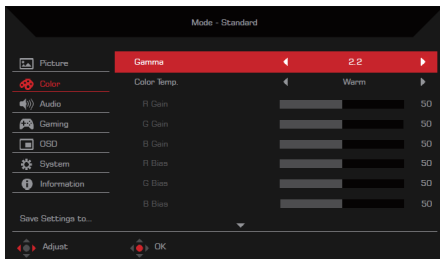 Mode - Standard
Picture
Color
Audio
Gaming
OSD
System
Information
Save Settings to...
Gamma 2.2
Color Temp. Warm
R Gain 50
G Gain 50
B Gain 50
R Bias 50
G Bias 50
B Bias 50
Adjust
OK